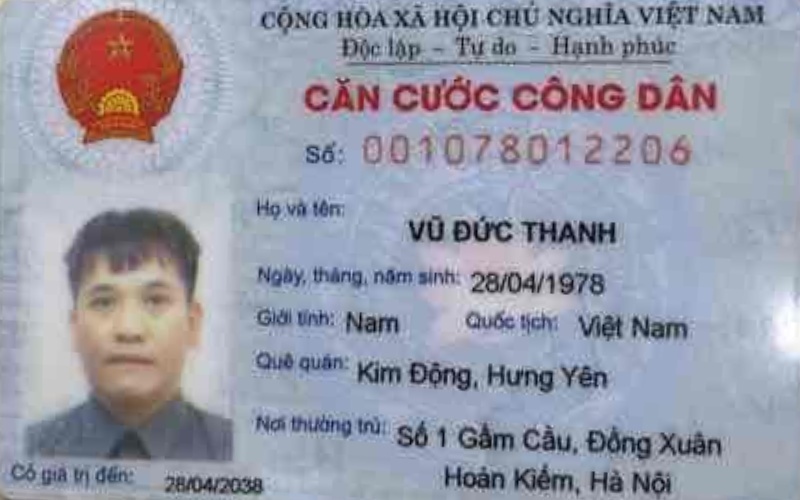 CỘNG HÒA XÃ HỘI CHỦ NGHĨA VIỆT NAM
Độc lập - Tự do - Hạnh phúc
CĂN CƯỚC CÔNG DÂN
Số: 001078012206
Họ và tên:
VŨ ĐỨC THANH
Ngày, tháng, năm sinh: 28/04/1978
Giới tính: Nam Quốc tịch: Việt Nam
Quê quán: Kim Động, Hưng Yên
Nơi thường trú: Số 1 Gầm Cầu, Đồng Xuân
Hoàn Kiếm, Hà Nội
Có giá trị đến: 28/04/2038